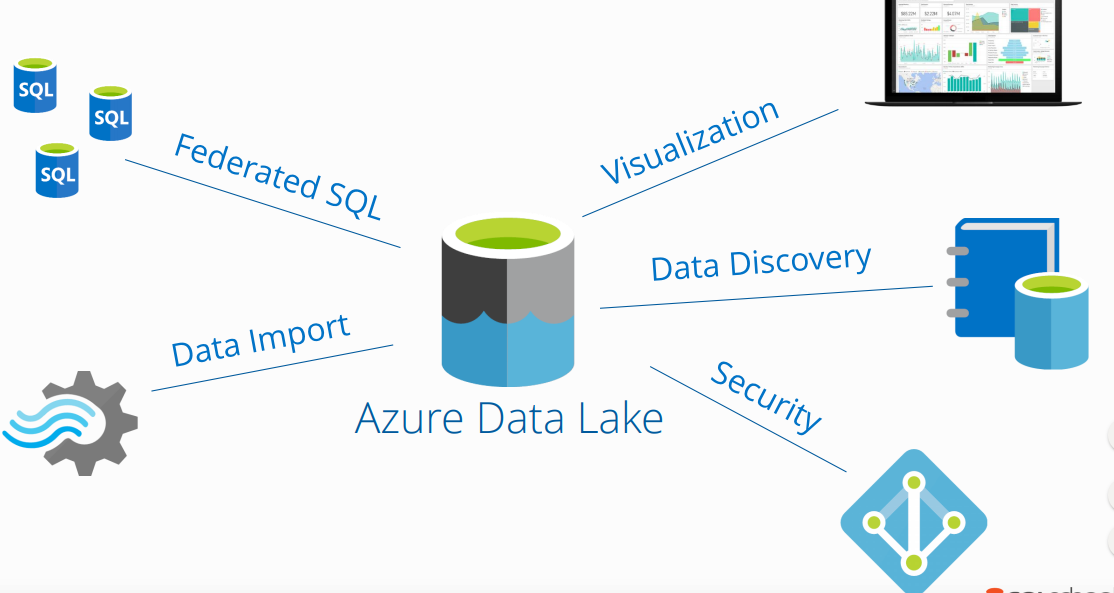 SQL
SQL
SQL
Federated SQL
Visualization
Data Discovery
Data Import
Security
Azure Data Lake